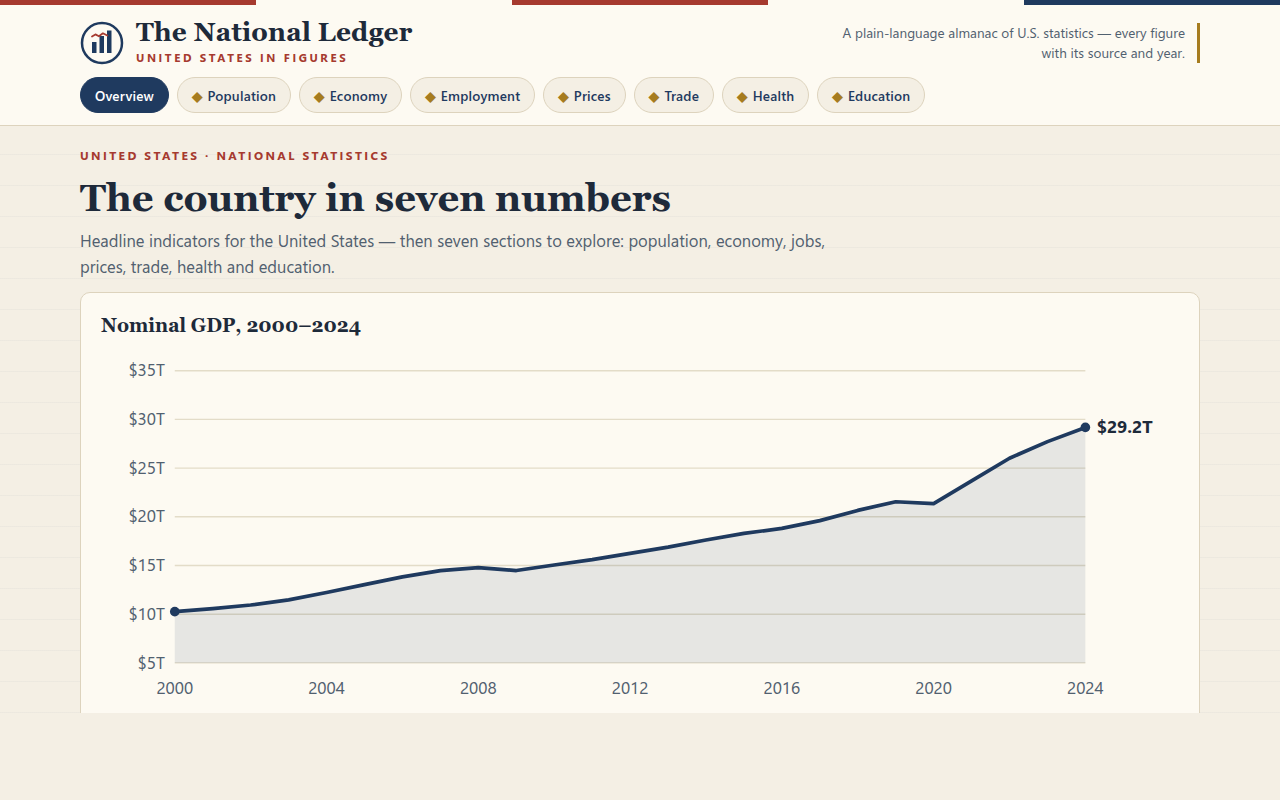 The National Ledger
UNITED STATES IN FIGURES
A plain-language almanac of U.S. statistics — every figure
with its source and year.
Overview
◆ Population
◆ Economy
◆ Employment
◆ Prices
◆ Trade
◆ Health
◆ Education
UNITED STATES · NATIONAL STATISTICS
The country in seven numbers
Headline indicators for the United States — then seven sections to explore: population, economy, jobs,
prices, trade, health and education.
Nominal GDP, 2000–2024
$35T
$30T
$29.2T
$25T
$20T
$15T
$10T
$5T
2000 2004 2008 2012 2016 2020 2024